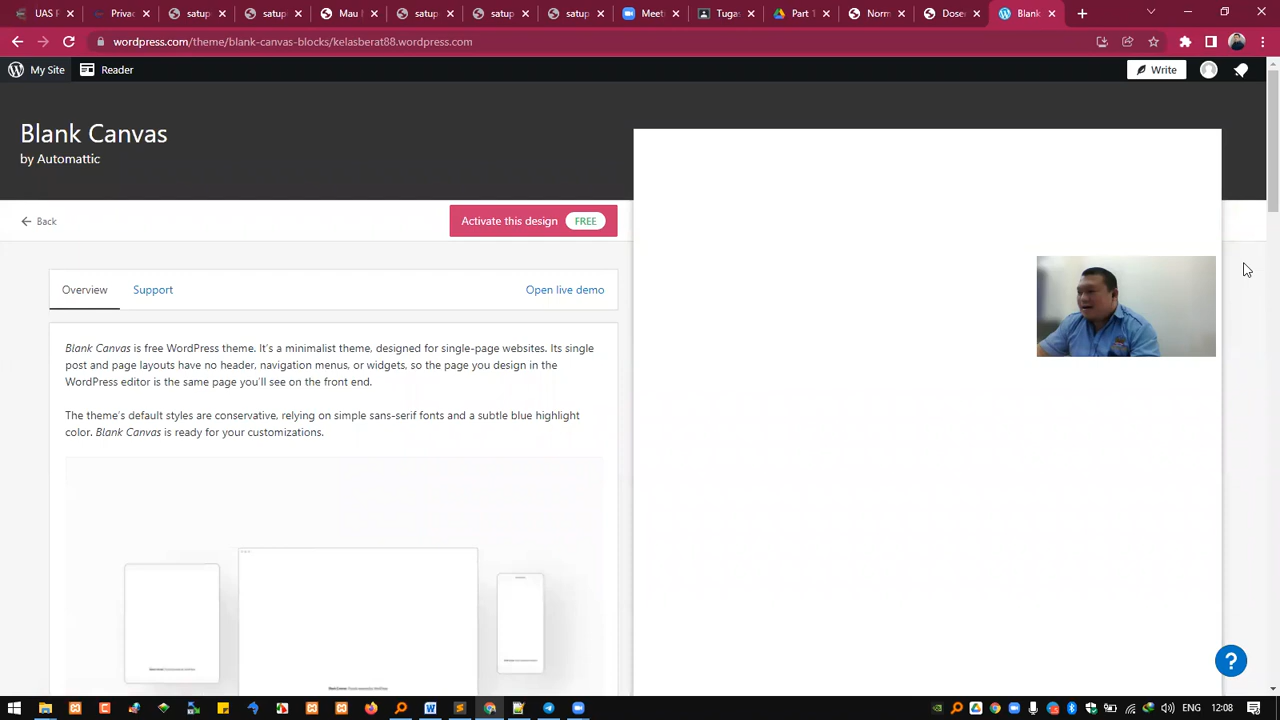 UAS P
Privac
satup
satup
Mau I
satup
satup
satup
Meeti
Tugas
Part 1
Norm
Dose
Blank
wordpress.com/theme/blank-canvas-blocks/kelasberat88.wordpress.com
My Site
Reader
Write
Blank Canvas
by Automattic
Back
Activate this design FREE
Overview
Support
Open live demo
Blank Canvas is free WordPress theme. It's a minimalist theme, designed for single-page websites. Its single
post and page layouts have no header, navigation menus, or widgets, so the page you design in the
WordPress editor is the same page you'll see on the front end.
The theme's default styles are conservative, relying on simple sans-serif fonts and a subtle blue highlight
color. Blank Canvas is ready for your customizations.
?
ENG
12:08